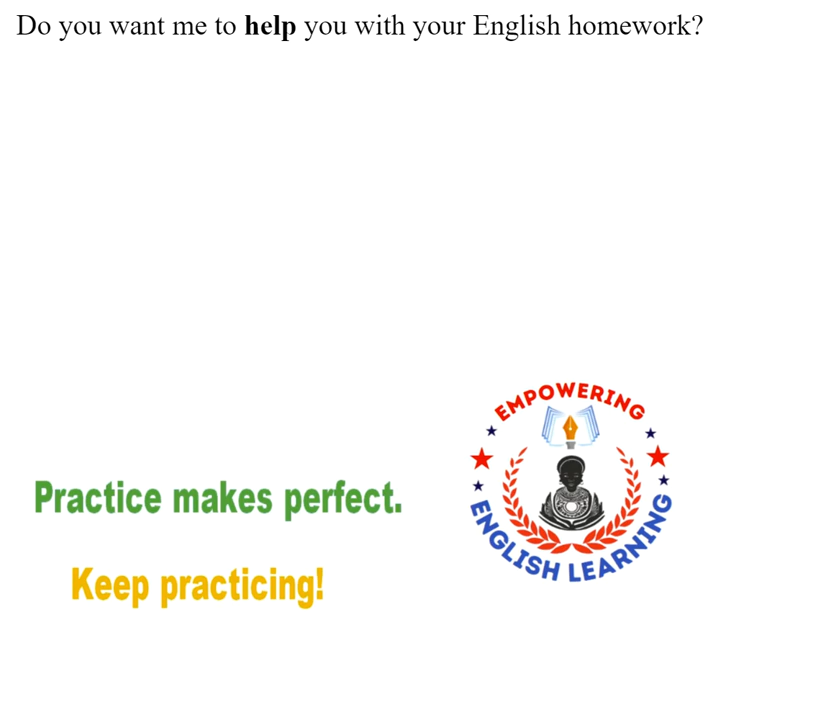 Do you want me to help you with your English homework?
EMPOWERING
Practice makes perfect.
ENGLISH LEARNING
Keep practicing!